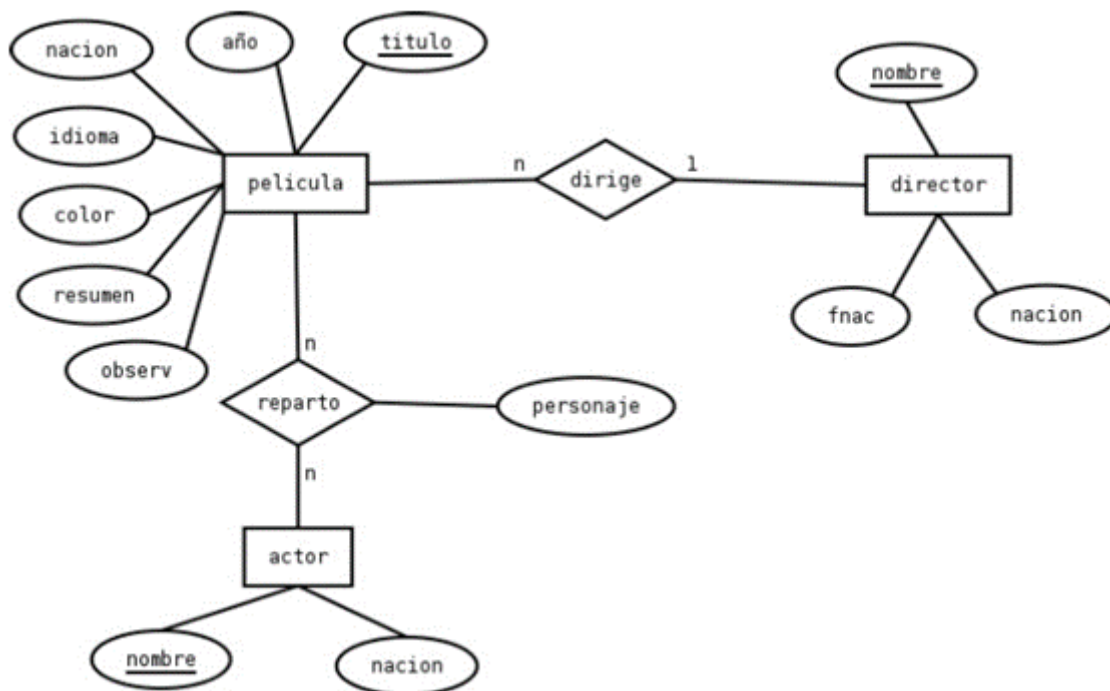 nacion
año
titulo
nombre
idioma
pelicula
n
dirige
1
director
color
resumen
fnac
nacion
observ
n
reparto
personaje
n
actor
nombre
nacion